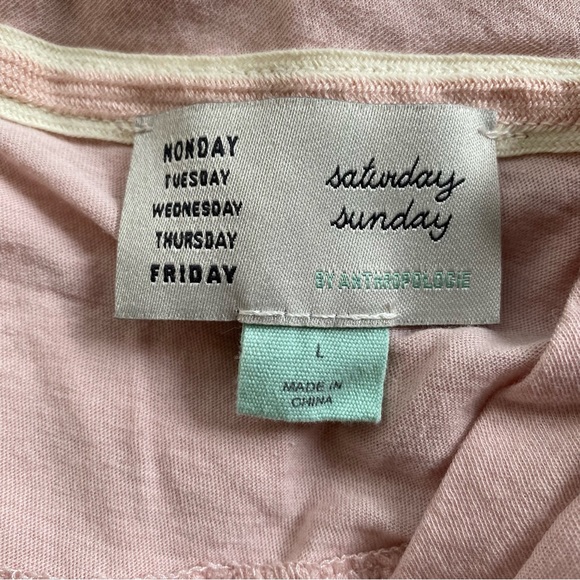 MONDAY
TUESDAY
WEDNESDAY
THURSDAY
FRIDAY
saturday
sunday
BY ANTHROPOLOGIE
L
MADE IN
CHINA